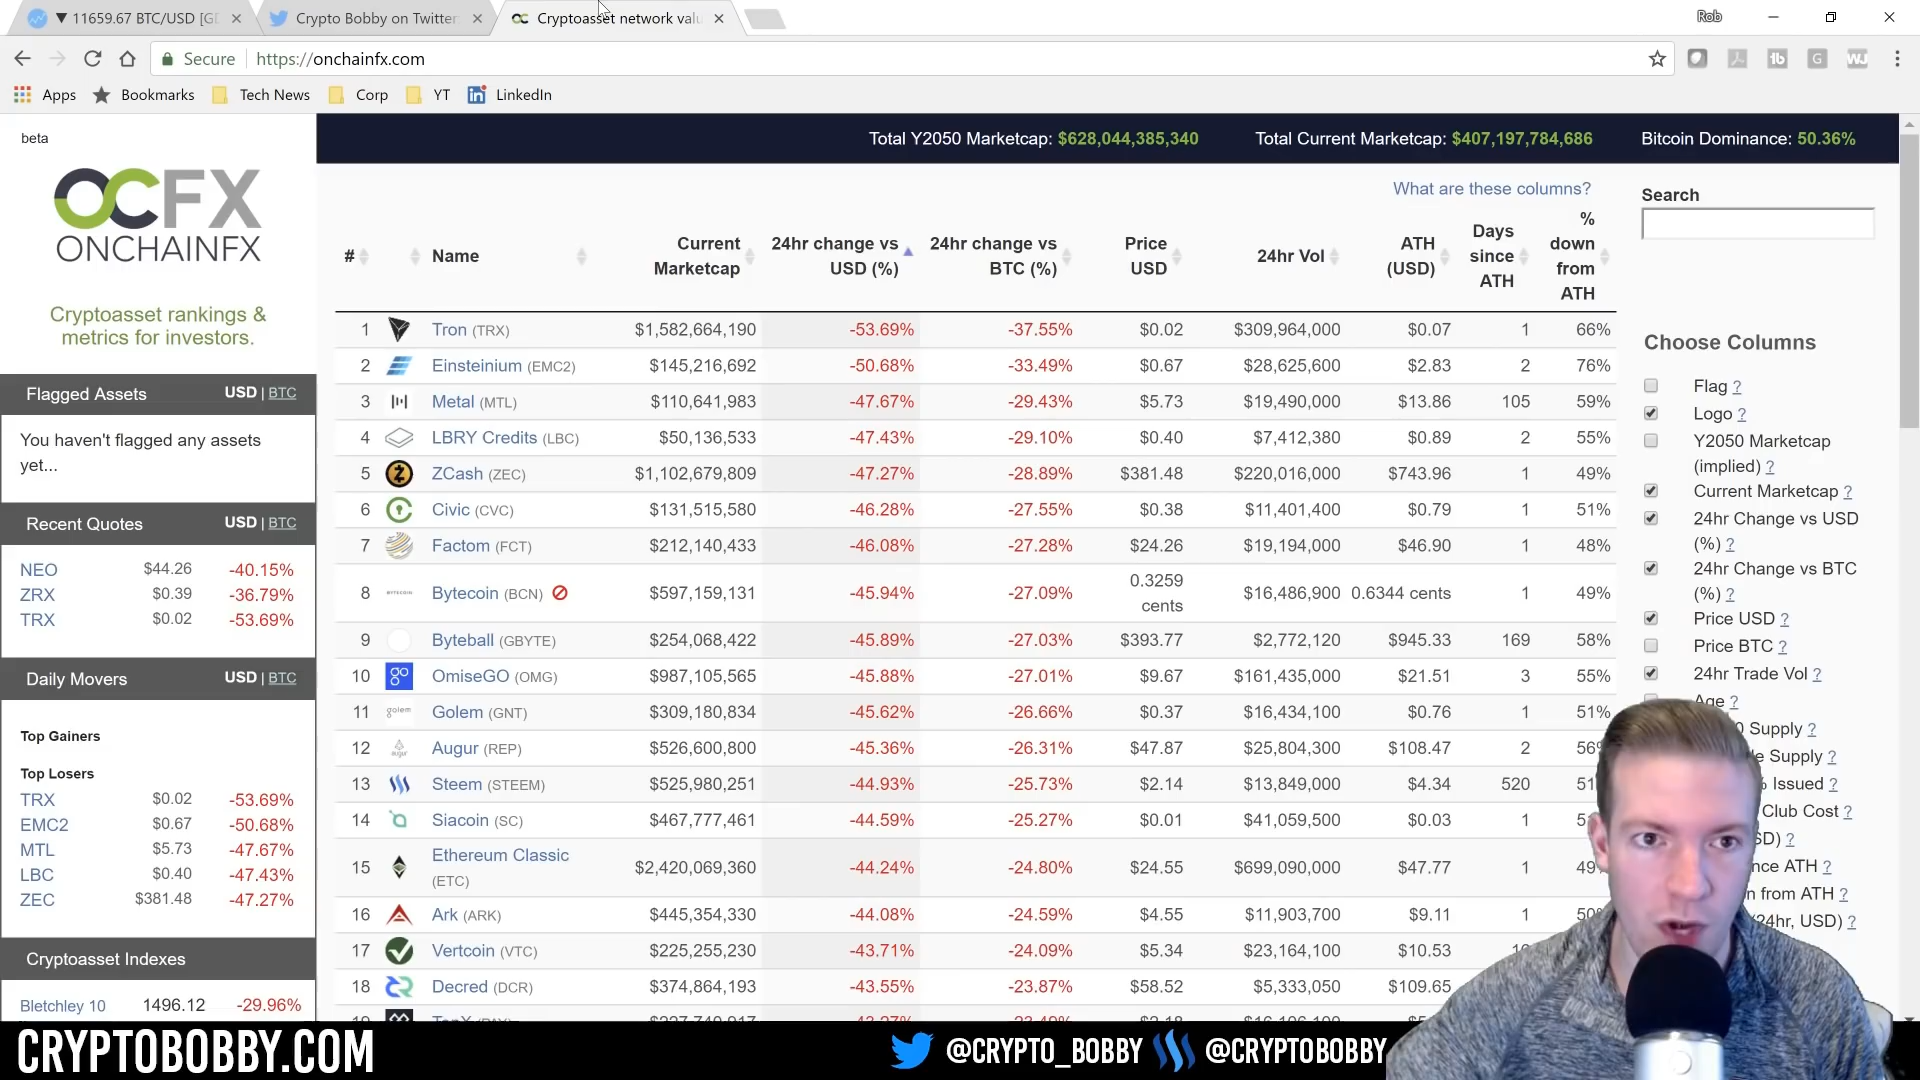 11659.67 BTC/USD [GD
Crypto Bobby on Twitter
Cryptoasset network valu
Rob
Secure https://onchainfx.com
Apps Bookmarks Tech News Corp YT LinkedIn
beta
Total Y2050 Marketcap: $628,044,385,340 Total Current Marketcap: $407,197,784,686 Bitcoin Dominance: 50.36%
OCFX
ONCHAINFX
Cryptoasset rankings &
metrics for investors.
Flagged Assets USD | BTC
You haven't flagged any assets
yet...
Recent Quotes USD | BTC
NEO $44.26 -40.15%
ZRX $0.39 -36.79%
TRX $0.02 -53.69%
Daily Movers USD | BTC
Top Gainers
Top Losers
TRX $0.02 -53.69%
EMC2 $0.67 -50.68%
MTL $5.73 -47.67%
LBC $0.40 -47.43%
ZEC $381.48 -47.27%
Cryptoasset Indexes
Bletchley 10 1496.12 -29.96%
What are these columns?
# Name Current Marketcap 24hr change vs USD (%) 24hr change vs BTC (%) Price USD 24hr Vol ATH (USD) Days since ATH % down from ATH
1 Tron (TRX) $1,582,664,190 -53.69% -37.55% $0.02 $309,964,000 $0.07 1 66%
2 Einsteinium (EMC2) $145,216,692 -50.68% -33.49% $0.67 $28,625,600 $2.83 2 76%
3 Metal (MTL) $110,641,983 -47.67% -29.43% $5.73 $19,490,000 $13.86 105 59%
4 LBRY Credits (LBC) $50,136,533 -47.43% -29.10% $0.40 $7,412,380 $0.89 2 55%
5 ZCash (ZEC) $1,102,679,809 -47.27% -28.89% $381.48 $220,016,000 $743.96 1 49%
6 Civic (CVC) $131,515,580 -46.28% -27.55% $0.38 $11,401,400 $0.79 1 51%
7 Factom (FCT) $212,140,433 -46.08% -27.28% $24.26 $19,194,000 $46.90 1 48%
8 Bytecoin (BCN) $597,159,131 -45.94% -27.09% 0.3259 cents $16,486,900 0.6344 cents 1 49%
9 Byteball (GBYTE) $254,068,422 -45.89% -27.03% $393.77 $2,772,120 $945.33 169 58%
10 OmiseGO (OMG) $987,105,565 -45.88% -27.01% $9.67 $161,435,000 $21.51 3 55%
11 golem Golem (GNT) $309,180,834 -45.62% -26.66% $0.37 $16,434,100 $0.76 1 51%
12 Augur (REP) $526,600,800 -45.36% -26.31% $47.87 $25,804,300 $108.47 2 56%
13 Steem (STEEM) $525,980,251 -44.93% -25.73% $2.14 $13,849,000 $4.34 520 51
14 Siacoin (SC) $467,777,461 -44.59% -25.27% $0.01 $41,059,500 $0.03 1 5
15 Ethereum Classic (ETC) $2,420,069,360 -44.24% -24.80% $24.55 $699,090,000 $47.77 1 49
16 Ark (ARK) $445,354,330 -44.08% -24.59% $4.55 $11,903,700 $9.11 1 50
17 Vertcoin (VTC) $225,255,230 -43.71% -24.09% $5.34 $23,164,100 $10.53
18 Decred (DCR) $374,864,193 -43.55% -23.87% $58.52 $5,333,050 $109.65
Search
Choose Columns
Flag ?
Logo ?
Y2050 Marketcap
(implied) ?
Current Marketcap ?
24hr Change vs USD
(%) ?
24hr Change vs BTC
(%) ?
Price USD ?
Price BTC ?
24hr Trade Vol ?
Age ?
0 Supply ?
e Supply ?
% Issued ?
Club Cost ?
SD) ?
nce ATH ?
n from ATH ?
24hr, USD) ?
CRYPTOBOBBY.COM @CRYPTO_BOBBY @CRYPTOBOBBY